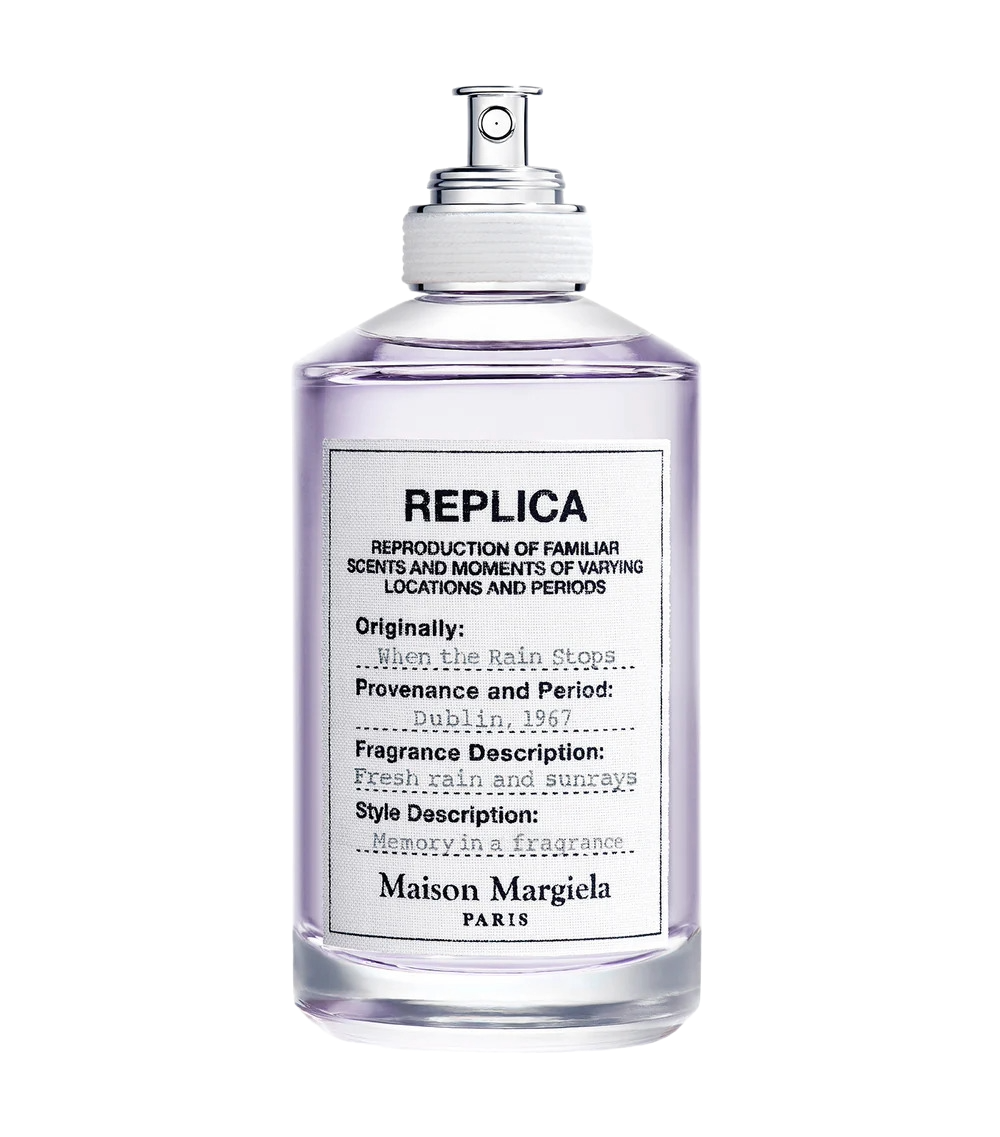 REPLICA
REPRODUCTION OF FAMILIAR
SCENTS AND MOMENTS OF VARYING
LOCATIONS AND PERIODS
Originally:
When the Rain Stops
Provenance and Period:
Dublin, 1967
Fragrance Description:
Fresh rain and sunrays
Style Description:
Memory in a fragrance
Maison Margiela
PARIS